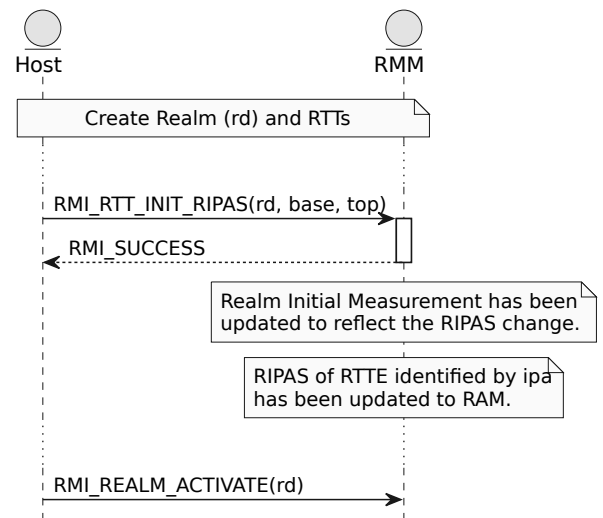 Host
RMM
Create Realm (rd) and RTTs
RMI_RTT_INIT_RIPAS(rd, base, top)
RMI_SUCCESS
Realm Initial Measurement has been
updated to reflect the RIPAS change.
RIPAS of RTTE identified by ipa
has been updated to RAM.
RMI_REALM_ACTIVATE(rd)